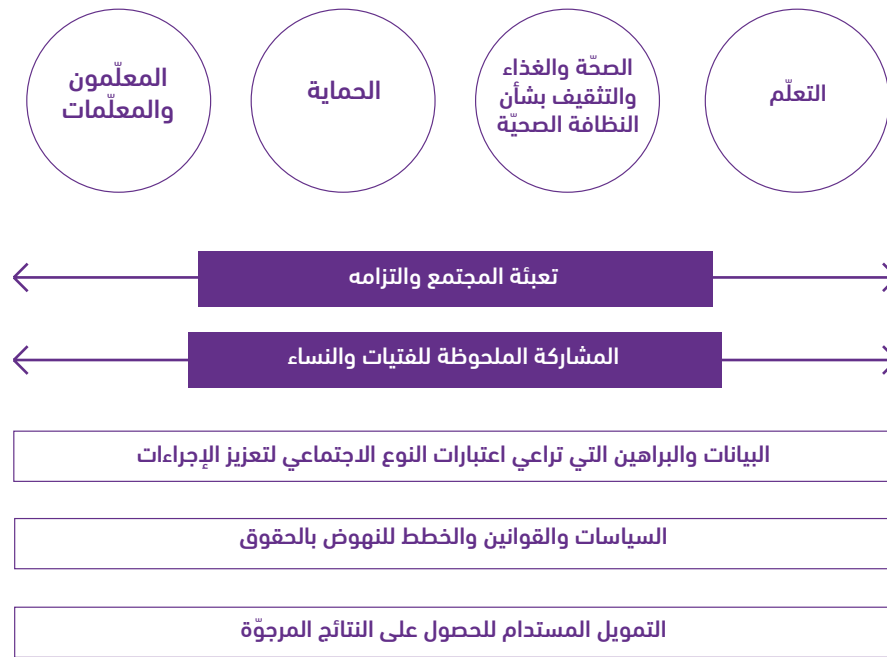 التعلّم
الصحّة والغذاء
والتثقيف بشأن
النظافة الصحيّة
الحماية
المعلّمون
والمعلّمات
تعبئة المجتمع والتزامه
المشاركة الملحوظة للفتيات والنساء
البيانات والبراهين التي تراعي اعتبارات النوع الاجتماعي لتعزيز الإجراءات
السياسات والقوانين والخطط للنهوض بالحقوق
التمويل المستدام للحصول على النتائج المرجوّة